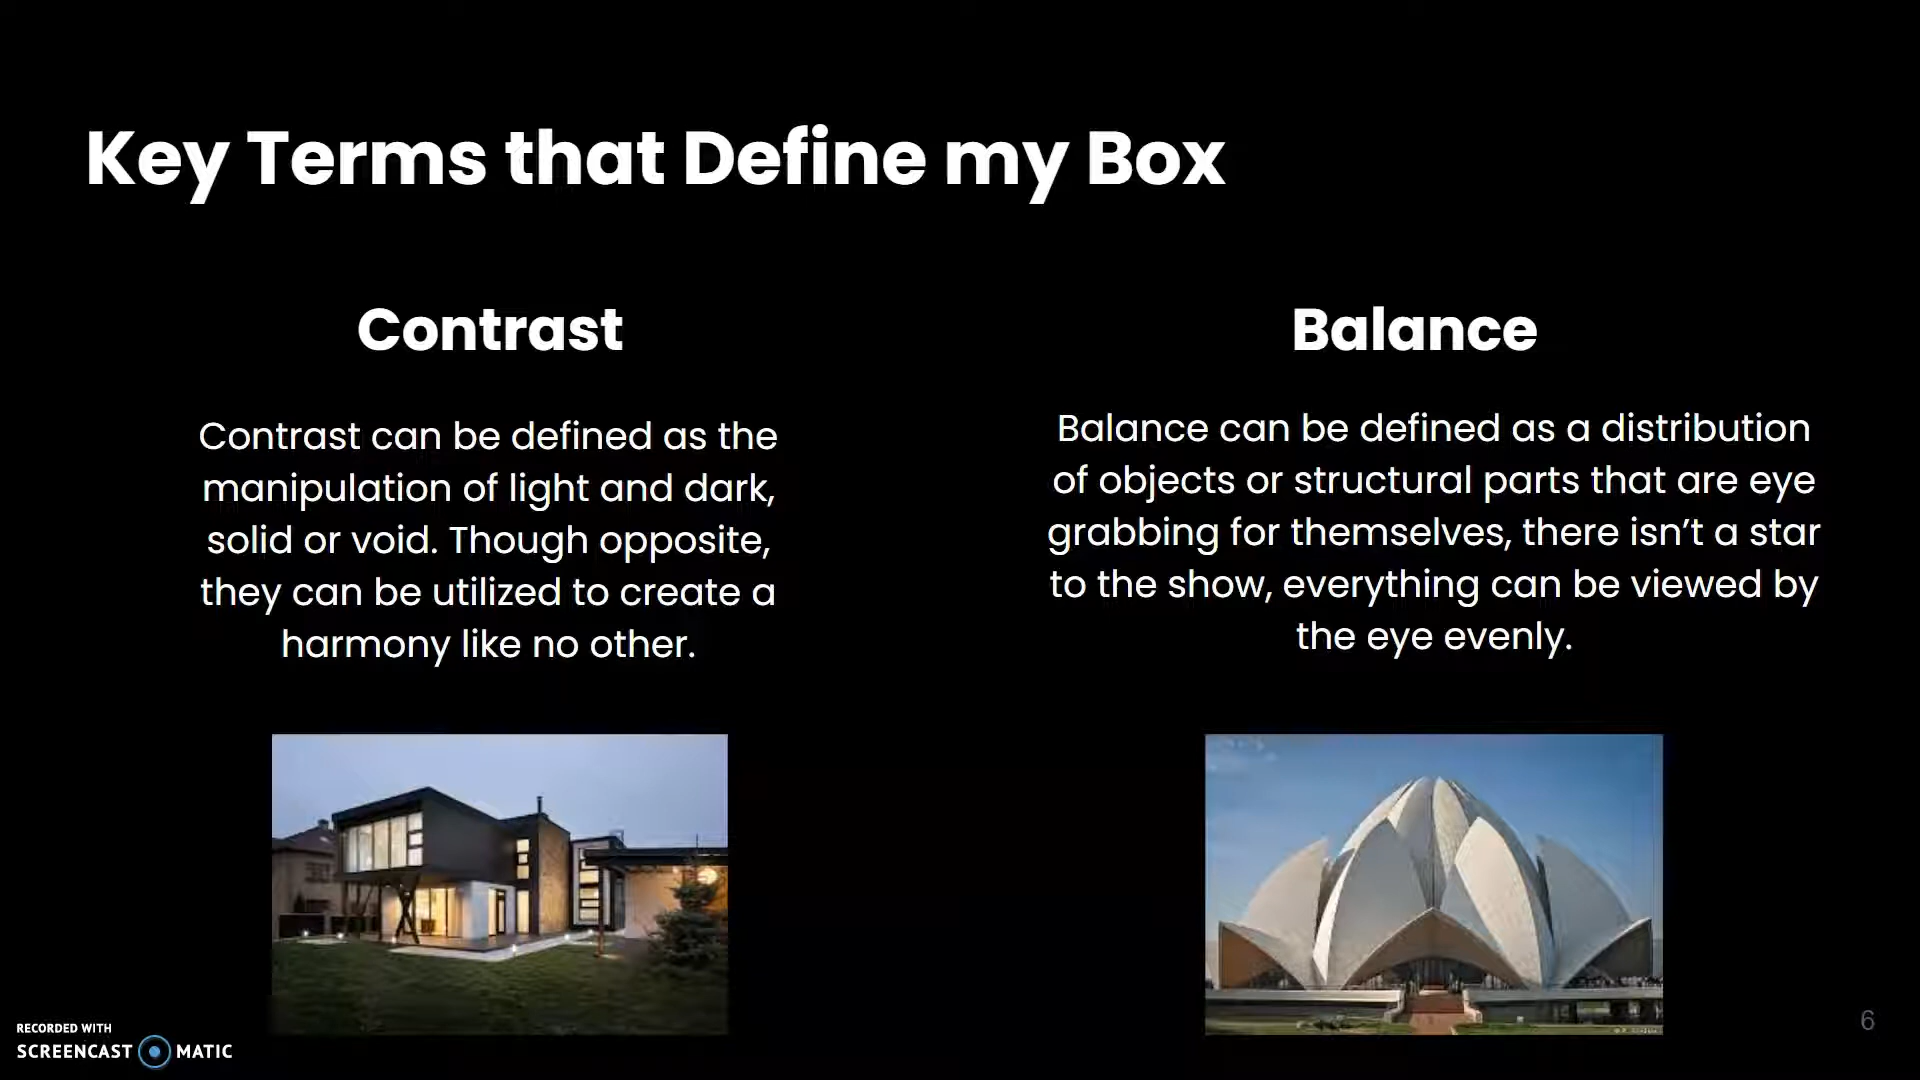 Key Terms that Define my Box
Contrast
Contrast can be defined as the
manipulation of light and dark,
solid or void. Though opposite,
they can be utilized to create a
harmony like no other.
Balance
Balance can be defined as a distribution
of objects or structural parts that are eye
grabbing for themselves, there isn’t a star
to the show, everything can be viewed by
the eye evenly.
RECORDED WITH
SCREENCAST MATIC
6